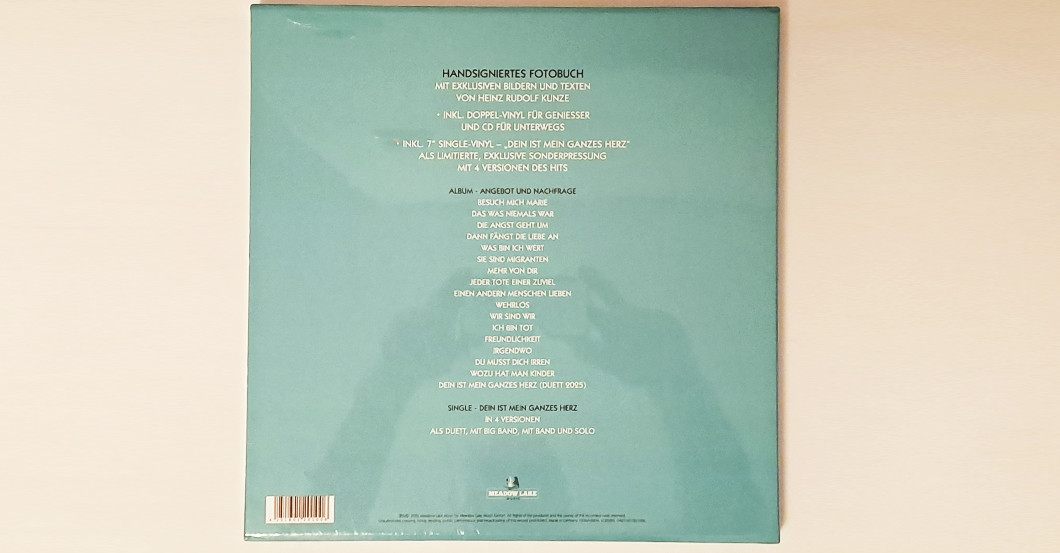 HANDSIGNIERTES FOTOBUCH
MIT EXKLUSIVEN BILDERN UND TEXTEN
VON HEINZ RUDOLF KUNZE
• INKL. DOPPEL-VINYL FÜR GENIESSER
UND CD FÜR UNTERWEGS
• INKL. 7" SINGLE-VINYL – „DEIN IST MEIN GANZES HERZ"
ALS LIMITIERTE, EXKLUSIVE SONDERPRESSUNG
MIT 4 VERSIONEN DES HITS
ALBUM - ANGEBOT UND NACHFRAGE
BESUCH MICH MARIE
DAS WAS NIEMALS WAR
DIE ANGST GEHT UM
DANN FÄNGT DIE LIEBE AN
WAS BIN ICH WERT
SIE SIND MIGRANTEN
MEHR VON DIR
JEDER TOTE EINER ZUVIEL
EINEN ANDERN MENSCHEN LIEBEN
WEHRLOS
WIR SIND WIR
ICH BIN TOT
FREUNDLICHKEIT
IRGENDWO
DU MUSST DICH IRREN
WOZU HAT MAN KINDER
DEIN IST MEIN GANZES HERZ (DUETT 2025)
SINGLE - DEIN IST MEIN GANZES HERZ
IN 4 VERSIONEN
ALS DUETT, MIT BIG BAND, MIT BAND UND SOLO
MEADOW LAKE
MUSIC